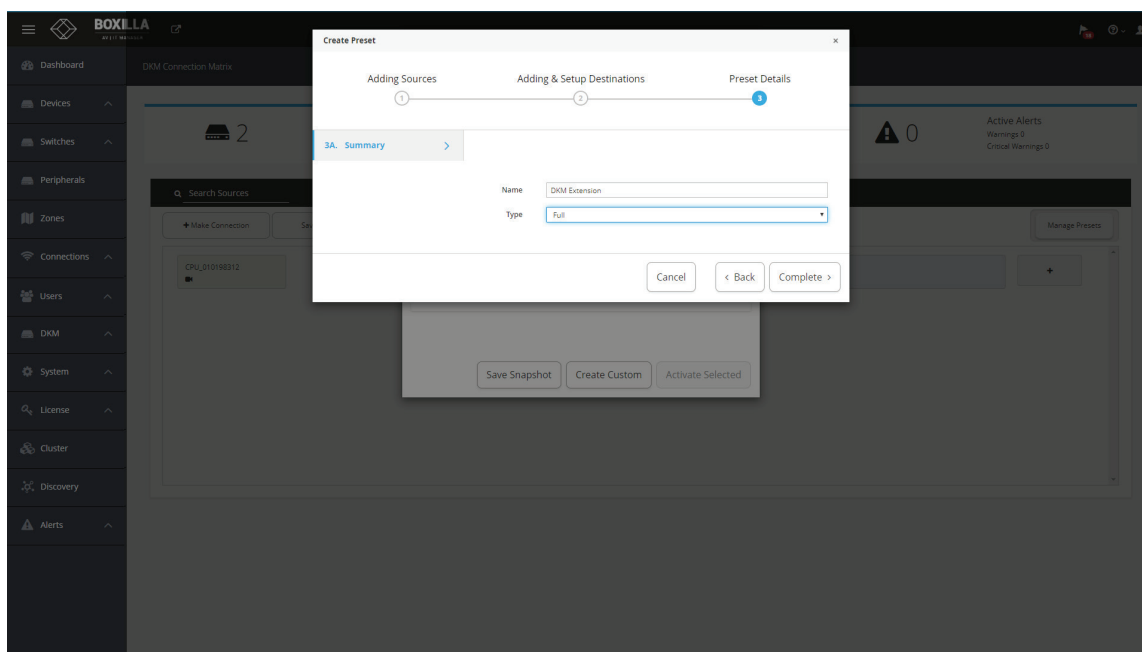 BOXILLA
Dashboard
Devices
Switches
Peripherals
Zones
Connections
Users
DKM
System
License
Cluster
Discovery
Alerts
DKM Connection Matrix
2
0
Active Alerts
Warnings 0
Critical Warnings 0
Search Sources
Make Connection
Manage Presets
CPU_010198312
+
Create Preset
×
Adding Sources
Adding & Setup Destinations
Preset Details
1
2
3
3A. Summary
Name
DKM Extension
Type
Full
Cancel
< Back
Complete >
Save Snapshot
Create Custom
Activate Selected